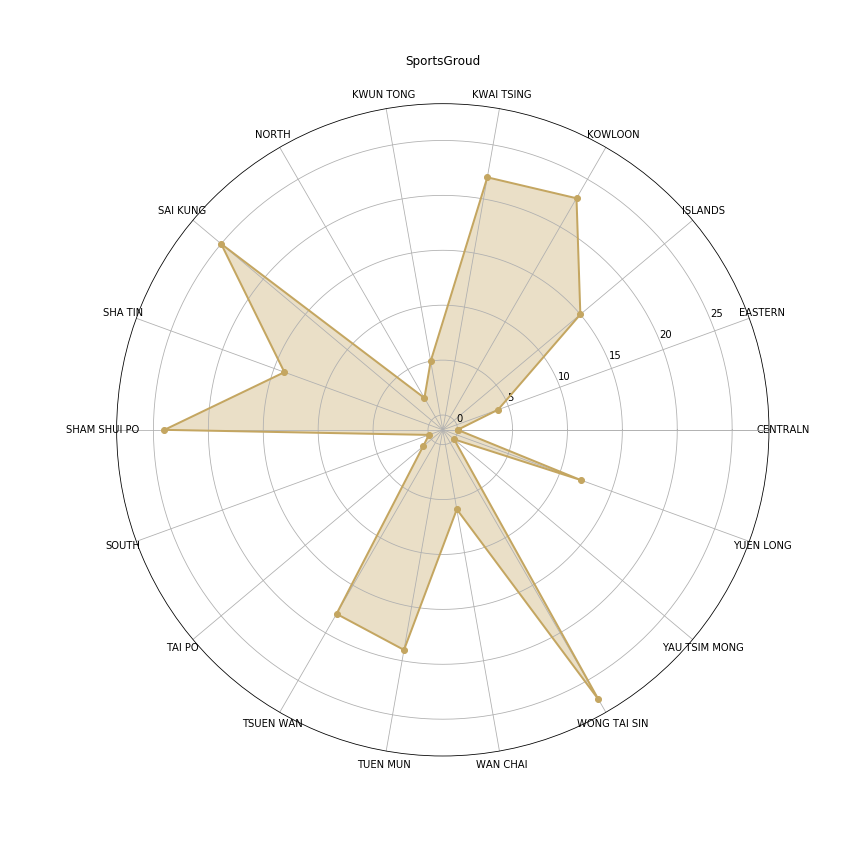 SportsGroud
KWUN TONG
KWAI TSING
NORTH
KOWLOON
SAI KUNG
ISLANDS
SHA TIN
EASTERN
25
20
15
10
5
0
SHAM SHUI PO
CENTRALN
SOUTH
YUEN LONG
TAI PO
YAU TSIM MONG
TSUEN WAN
WONG TAI SIN
TUEN MUN
WAN CHAI